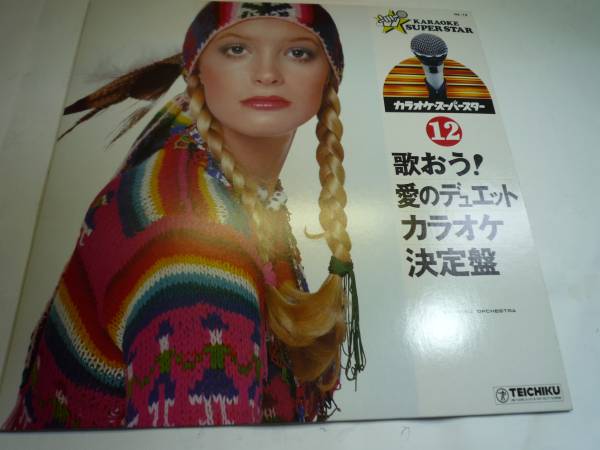 KARAOKE
SUPER STAR
カラオケ・スーパースター
12
歌おう!
愛のデュエット
カラオケ
決定盤
ORCHESTRA
TEICHIKU